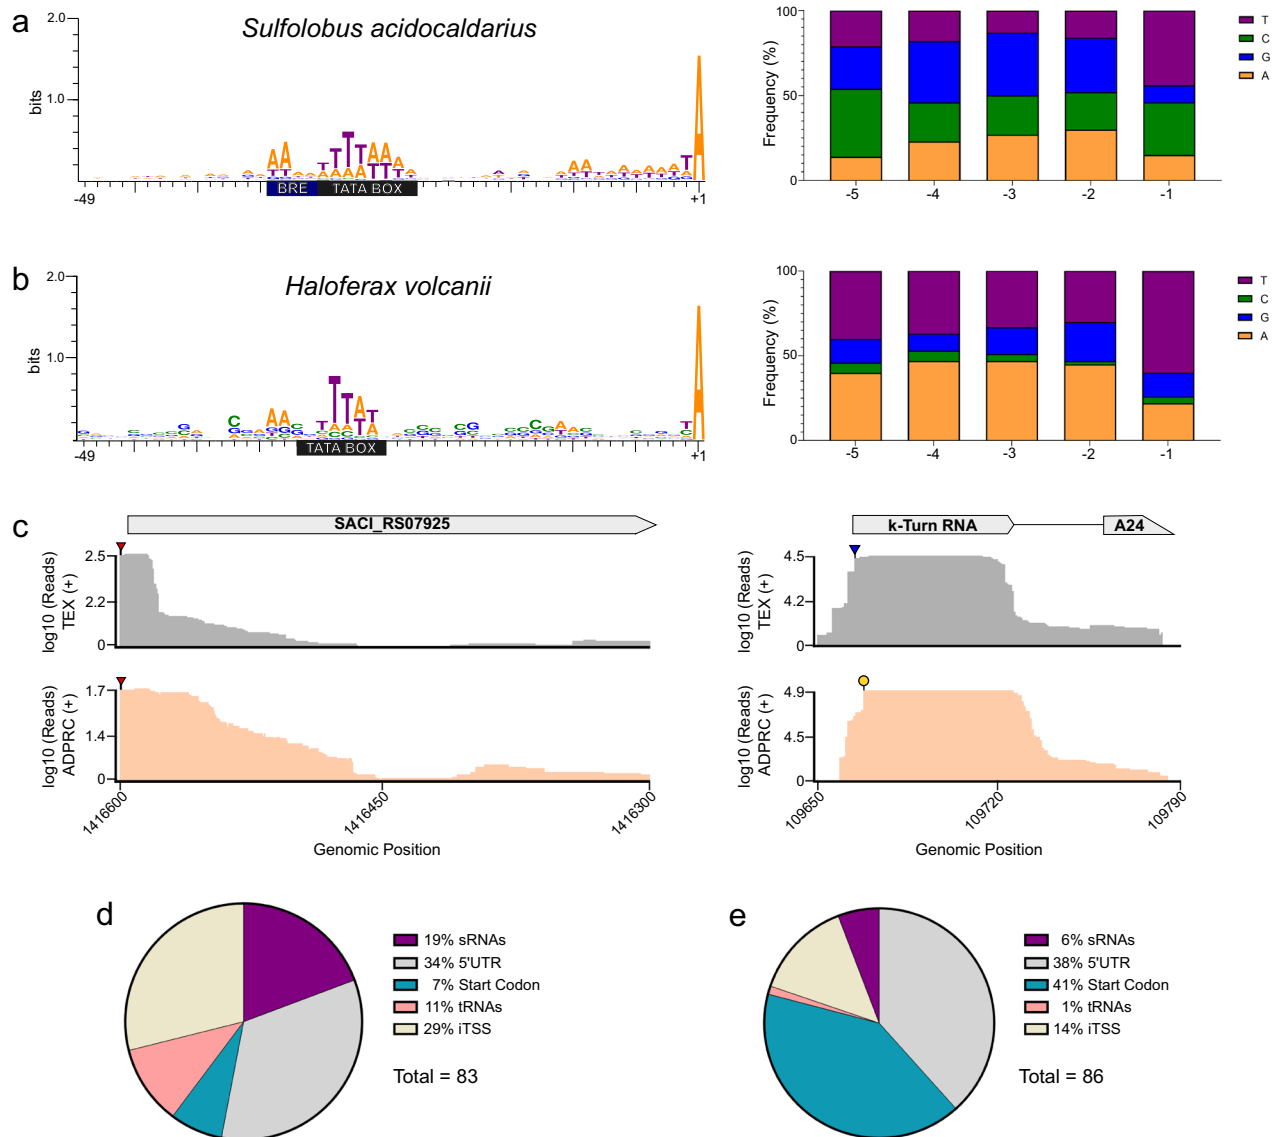 a
Sulfolobus acidocaldarius
2.0
1.0
bits
BRE
TATA BOX
-49
+1
100
50
0
Frequency (%)
-5
-4
-3
-2
-1
T
C
G
A
b
Haloferax volcanii
2.0
1.0
bits
TATA BOX
-49
+1
100
50
0
Frequency (%)
-5
-4
-3
-2
-1
T
C
G
A
c
SACI_RS07925
log10 (Reads)
TEX (+)
2.5
2.2
0
log10 (Reads)
ADPRC (+)
1.7
1.4
0
1416600
1416450
1416300
Genomic Position
k-Turn RNA
A24
log10 (Reads)
TEX (+)
4.5
4.2
0
log10 (Reads)
ADPRC (+)
4.9
4.5
0
109650
109720
109790
Genomic Position
d
19% sRNAs
34% 5'UTR
7% Start Codon
11% tRNAs
29% iTSS
Total = 83
e
6% sRNAs
38% 5'UTR
41% Start Codon
1% tRNAs
14% iTSS
Total = 86